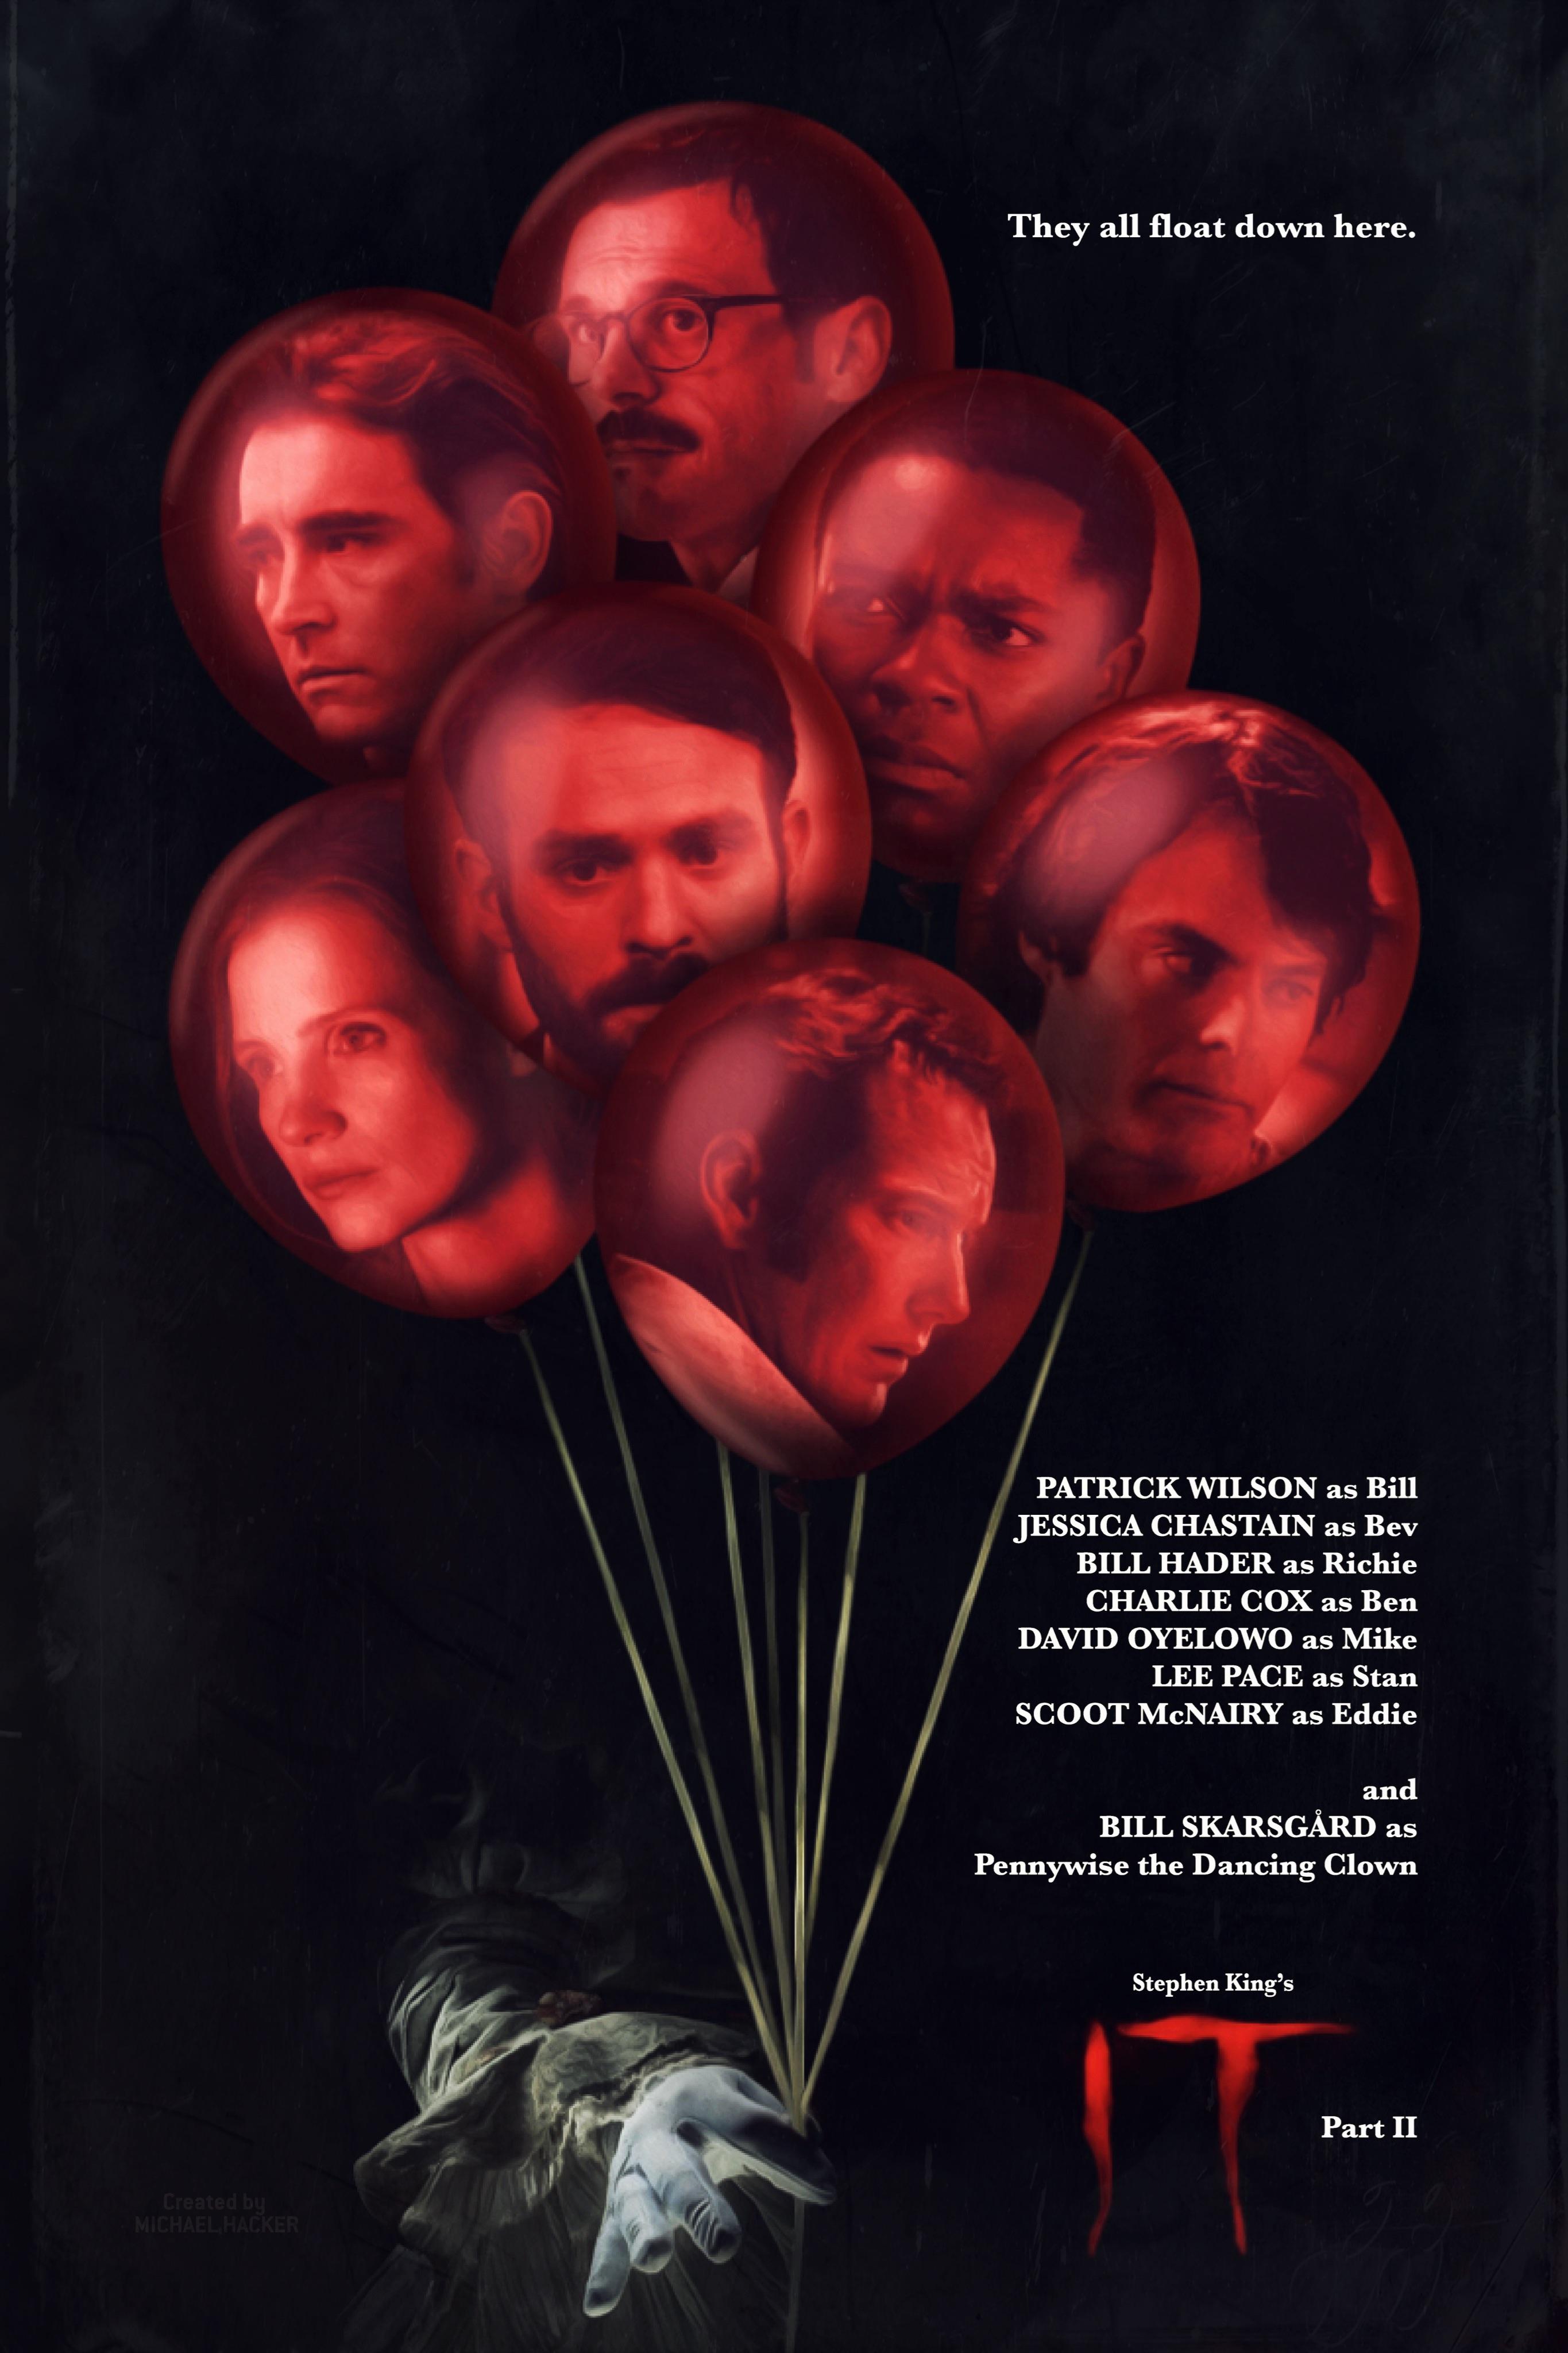 They all float down here.
PATRICK WILSON as Bill
JESSICA CHASTAIN as Bev
BILL HADER as Richie
CHARLIE COX as Ben
DAVID OYELOWO as Mike
LEE PACE as Stan
SCOOT McNAIRY as Eddie
and
BILL SKARSGÅRD as
Pennywise the Dancing Clown
Stephen King’s
IT
Part II
Created by
MICHAEL HACKER